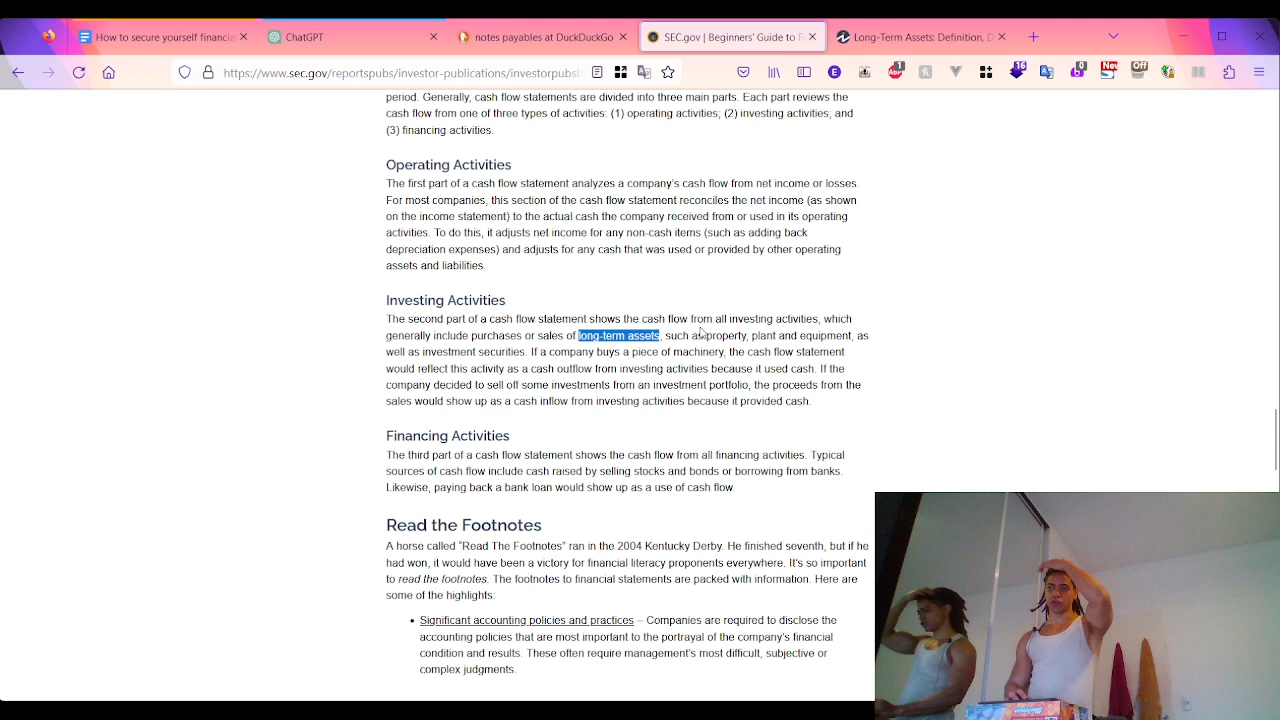 How to secure yourself financia
ChatGPT
notes payables at DuckDuckGo
SEC.gov | Beginners' Guide to F
Long-Term Assets: Definition, D
https://www.sec.gov/reportspubs/investor-publications/investorpubsb
E
1
16
0
New
Off
period. Generally, cash flow statements are divided into three main parts. Each part reviews the
cash flow from one of three types of activities: (1) operating activities; (2) investing activities; and
(3) financing activities.
Operating Activities
The first part of a cash flow statement analyzes a company's cash flow from net income or losses.
For most companies, this section of the cash flow statement reconciles the net income (as shown
on the income statement) to the actual cash the company received from or used in its operating
activities. To do this, it adjusts net income for any non-cash items (such as adding back
depreciation expenses) and adjusts for any cash that was used or provided by other operating
assets and liabilities.
Investing Activities
The second part of a cash flow statement shows the cash flow from all investing activities, which
generally include purchases or sales of long-term assets, such as property, plant and equipment, as
well as investment securities. If a company buys a piece of machinery, the cash flow statement
would reflect this activity as a cash outflow from investing activities because it used cash. If the
company decided to sell off some investments from an investment portfolio, the proceeds from the
sales would show up as a cash inflow from investing activities because it provided cash.
Financing Activities
The third part of a cash flow statement shows the cash flow from all financing activities. Typical
sources of cash flow include cash raised by selling stocks and bonds or borrowing from banks.
Likewise, paying back a bank loan would show up as a use of cash flow.
Read the Footnotes
A horse called "Read The Footnotes" ran in the 2004 Kentucky Derby. He finished seventh, but if he
had won, it would have been a victory for financial literacy proponents everywhere. It's so important
to read the footnotes. The footnotes to financial statements are packed with information. Here are
some of the highlights:
• Significant accounting policies and practices – Companies are required to disclose the
accounting policies that are most important to the portrayal of the company's financial
condition and results. These often require management's most difficult, subjective or
complex judgments.